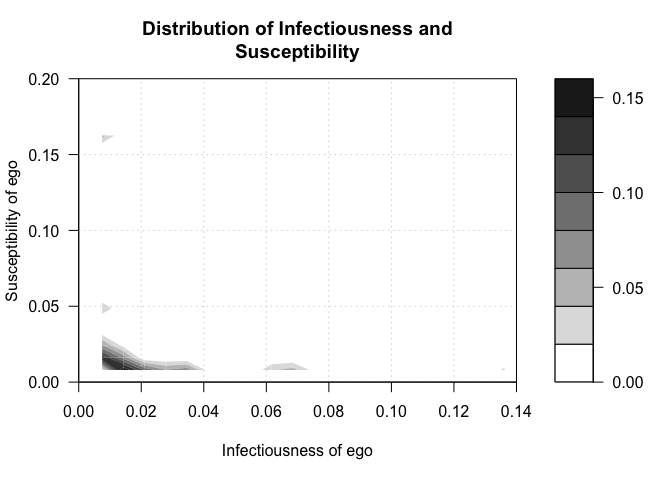 Distribution of Infectiousness and
Susceptibility
0.20
0.15
0.10
0.05
0.00
Susceptibility of ego
0.00 0.02 0.04 0.06 0.08 0.10 0.12 0.14
Infectiousness of ego
0.15
0.10
0.05
0.00